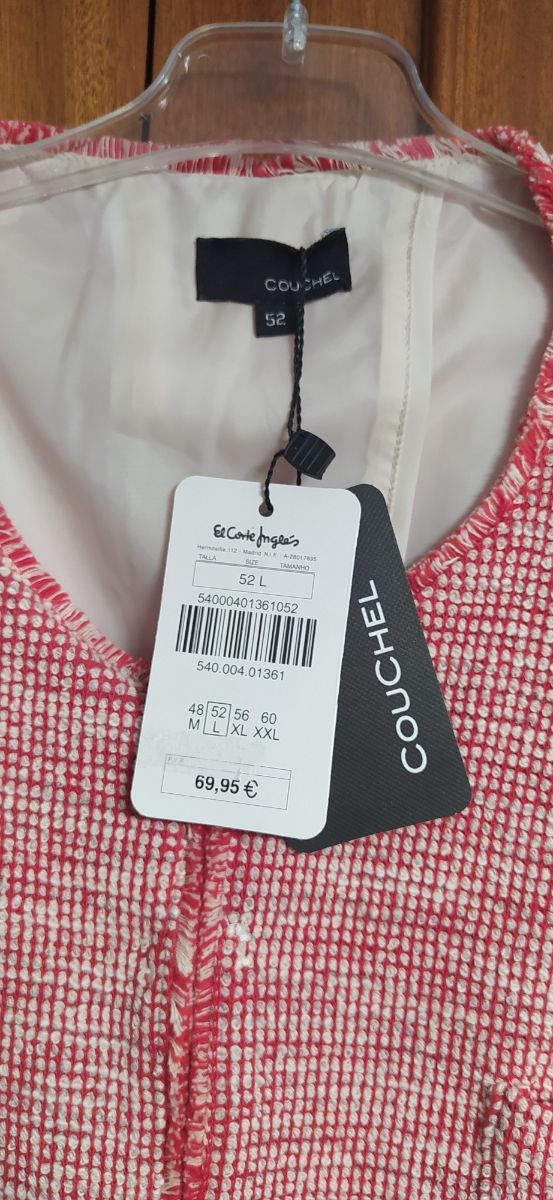 COUCHEL
52
El Corte Inglés
Hermosilla, 112 - Madrid N.I.F.: A-28017895
TALLA SIZE TAMANHO
52 L
54000401361052
540.004.01361
48 52 56 60
M L XL XXL
P.V.P.
69,95 €
COUCHEL